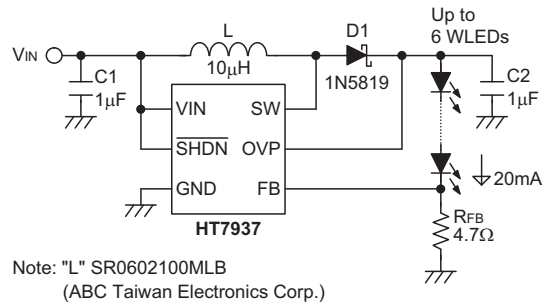 Up to
6 WLEDs
L
D1
VIN
10μH
1N5819
C1
1μF
C2
1μF
VIN
SW
SHDN
OVP
GND
FB
20mA
HT7937
RFB
4.7Ω
Note: "L" SR0602100MLB
(ABC Taiwan Electronics Corp.)